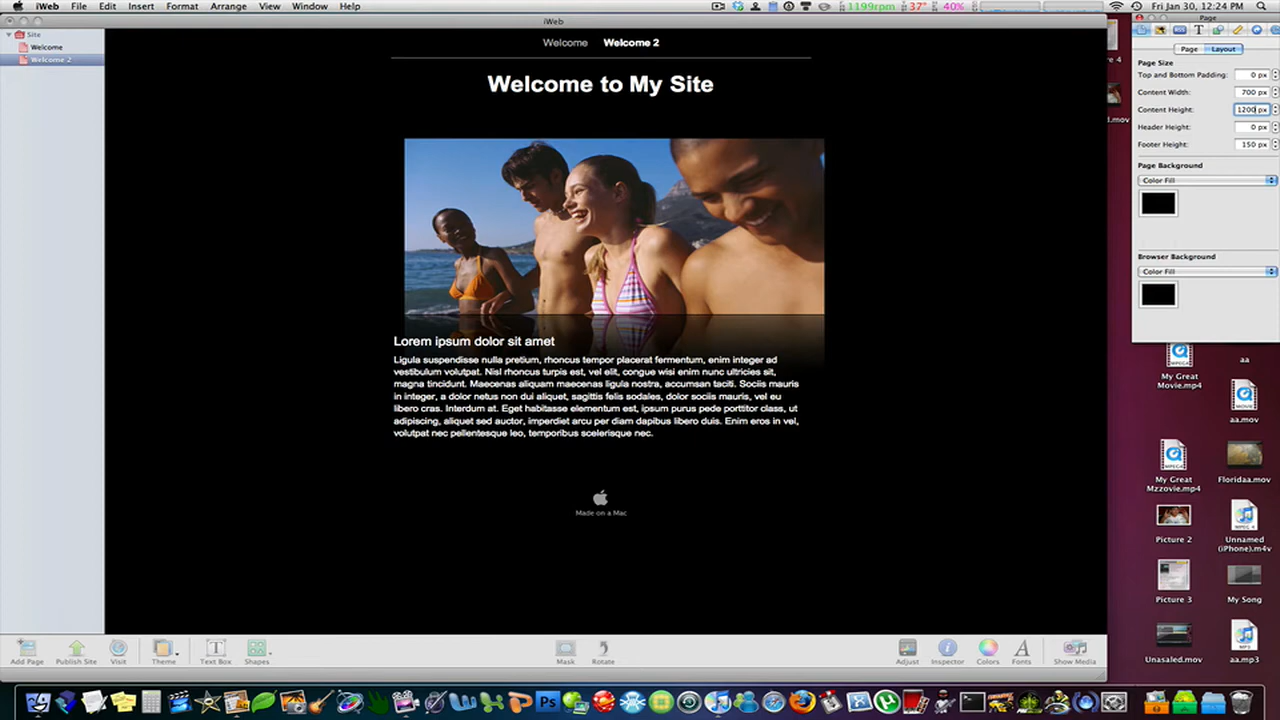 iWeb File Edit Insert Format Arrange View Window Help
1199rpm 37° 40% Fri Jan 30, 12:24 PM
iWeb
Site
Welcome
Welcome 2
Welcome Welcome 2
Welcome to My Site
Lorem ipsum dolor sit amet
Ligula suspendisse nulla pretium, rhoncus tempor placerat fermentum, enim integer ad
vestibulum volutpat. Nisl rhoncus turpis est, vel elit, congue wisi enim nunc ultricies sit,
magna tincidunt. Maecenas aliquam maecenas ligula nostra, accumsan taciti. Sociis mauris
in integer, a dolor netus non dui aliquet, sagittis felis sodales, dolor sociis mauris, vel eu
libero cras. Interdum at. Eget habitasse elementum est, ipsum purus pede porttitor class, ut
adipiscing, aliquet sed auctor, imperdiet arcu per diam dapibus libero duis. Enim eros in vel,
volutpat nec pellentesque leo, temporibus scelerisque nec.
Made on a Mac
Add Page Publish Site Visit Theme Text Box Shapes Mask Rotate Adjust Inspector Colors Fonts Show Media
Page
Page Layout
Page Size
Top and Bottom Padding: 0 px
Content Width: 700 px
Content Height: 1200 px
Header Height: 0 px
Footer Height: 150 px
Page Background
Color Fill
Browser Background
Color Fill
My Great
Movie.mp4
aa
aa.mov
My Great
Mzzovie.mp4
Floridaa.mov
Picture 2
Unnamed
(iPhone).m4v
Picture 3
My Song
Unasaled.mov
aa.mp3